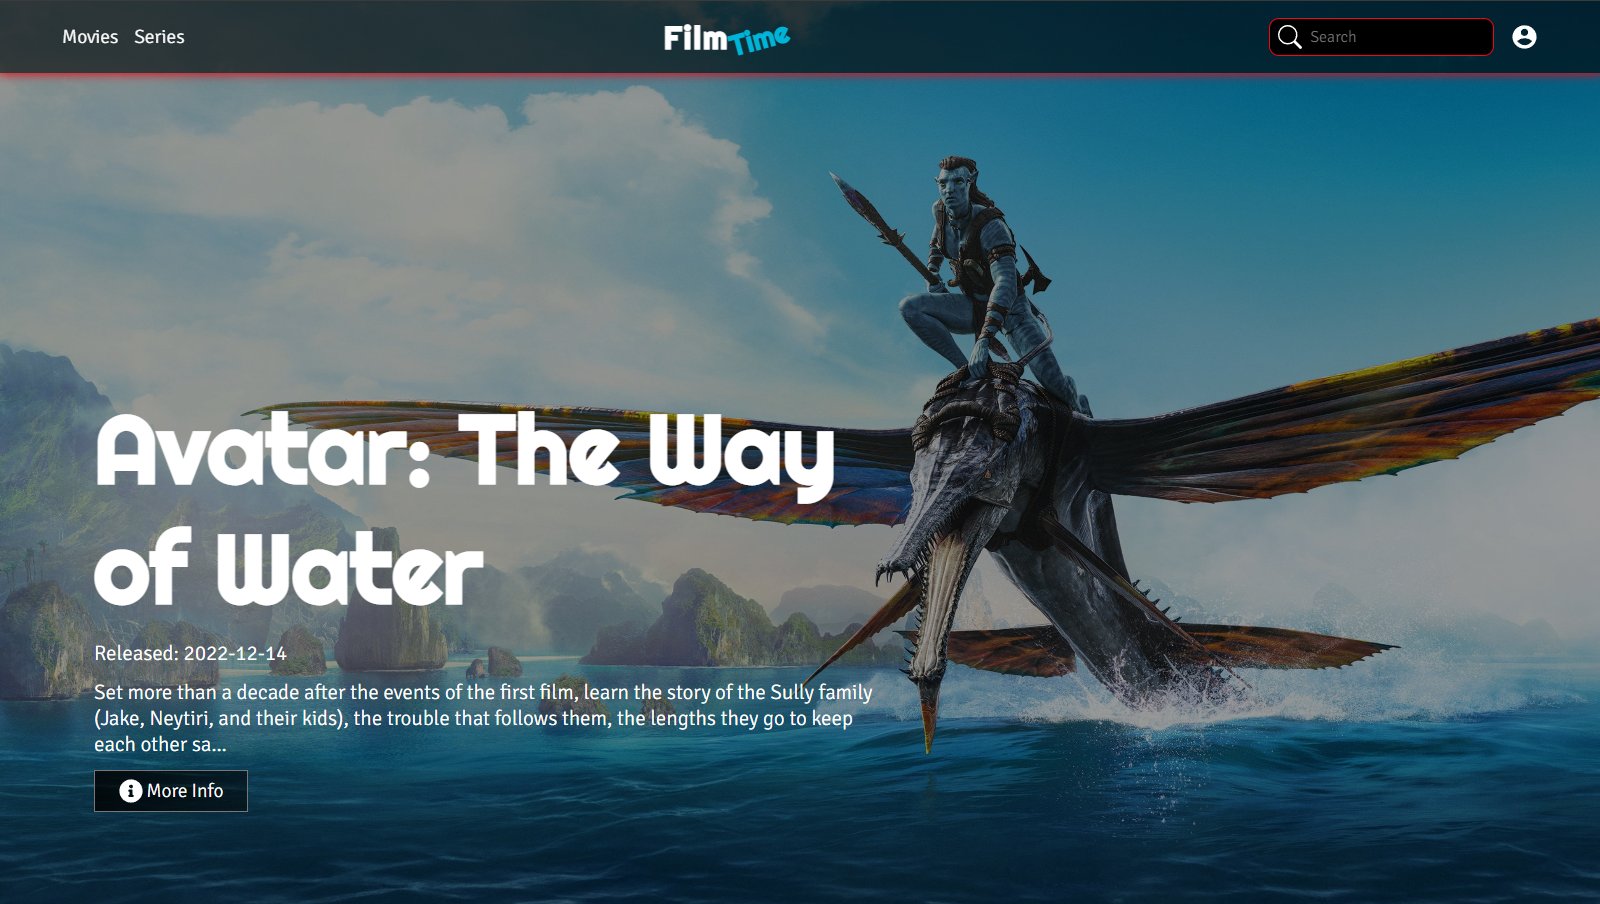 Movies Series
FilmTime
Search
Avatar: The Way
of Water
Released: 2022-12-14
Set more than a decade after the events of the first film, learn the story of the Sully family
(Jake, Neytiri, and their kids), the trouble that follows them, the lengths they go to keep
each other sa...
More Info